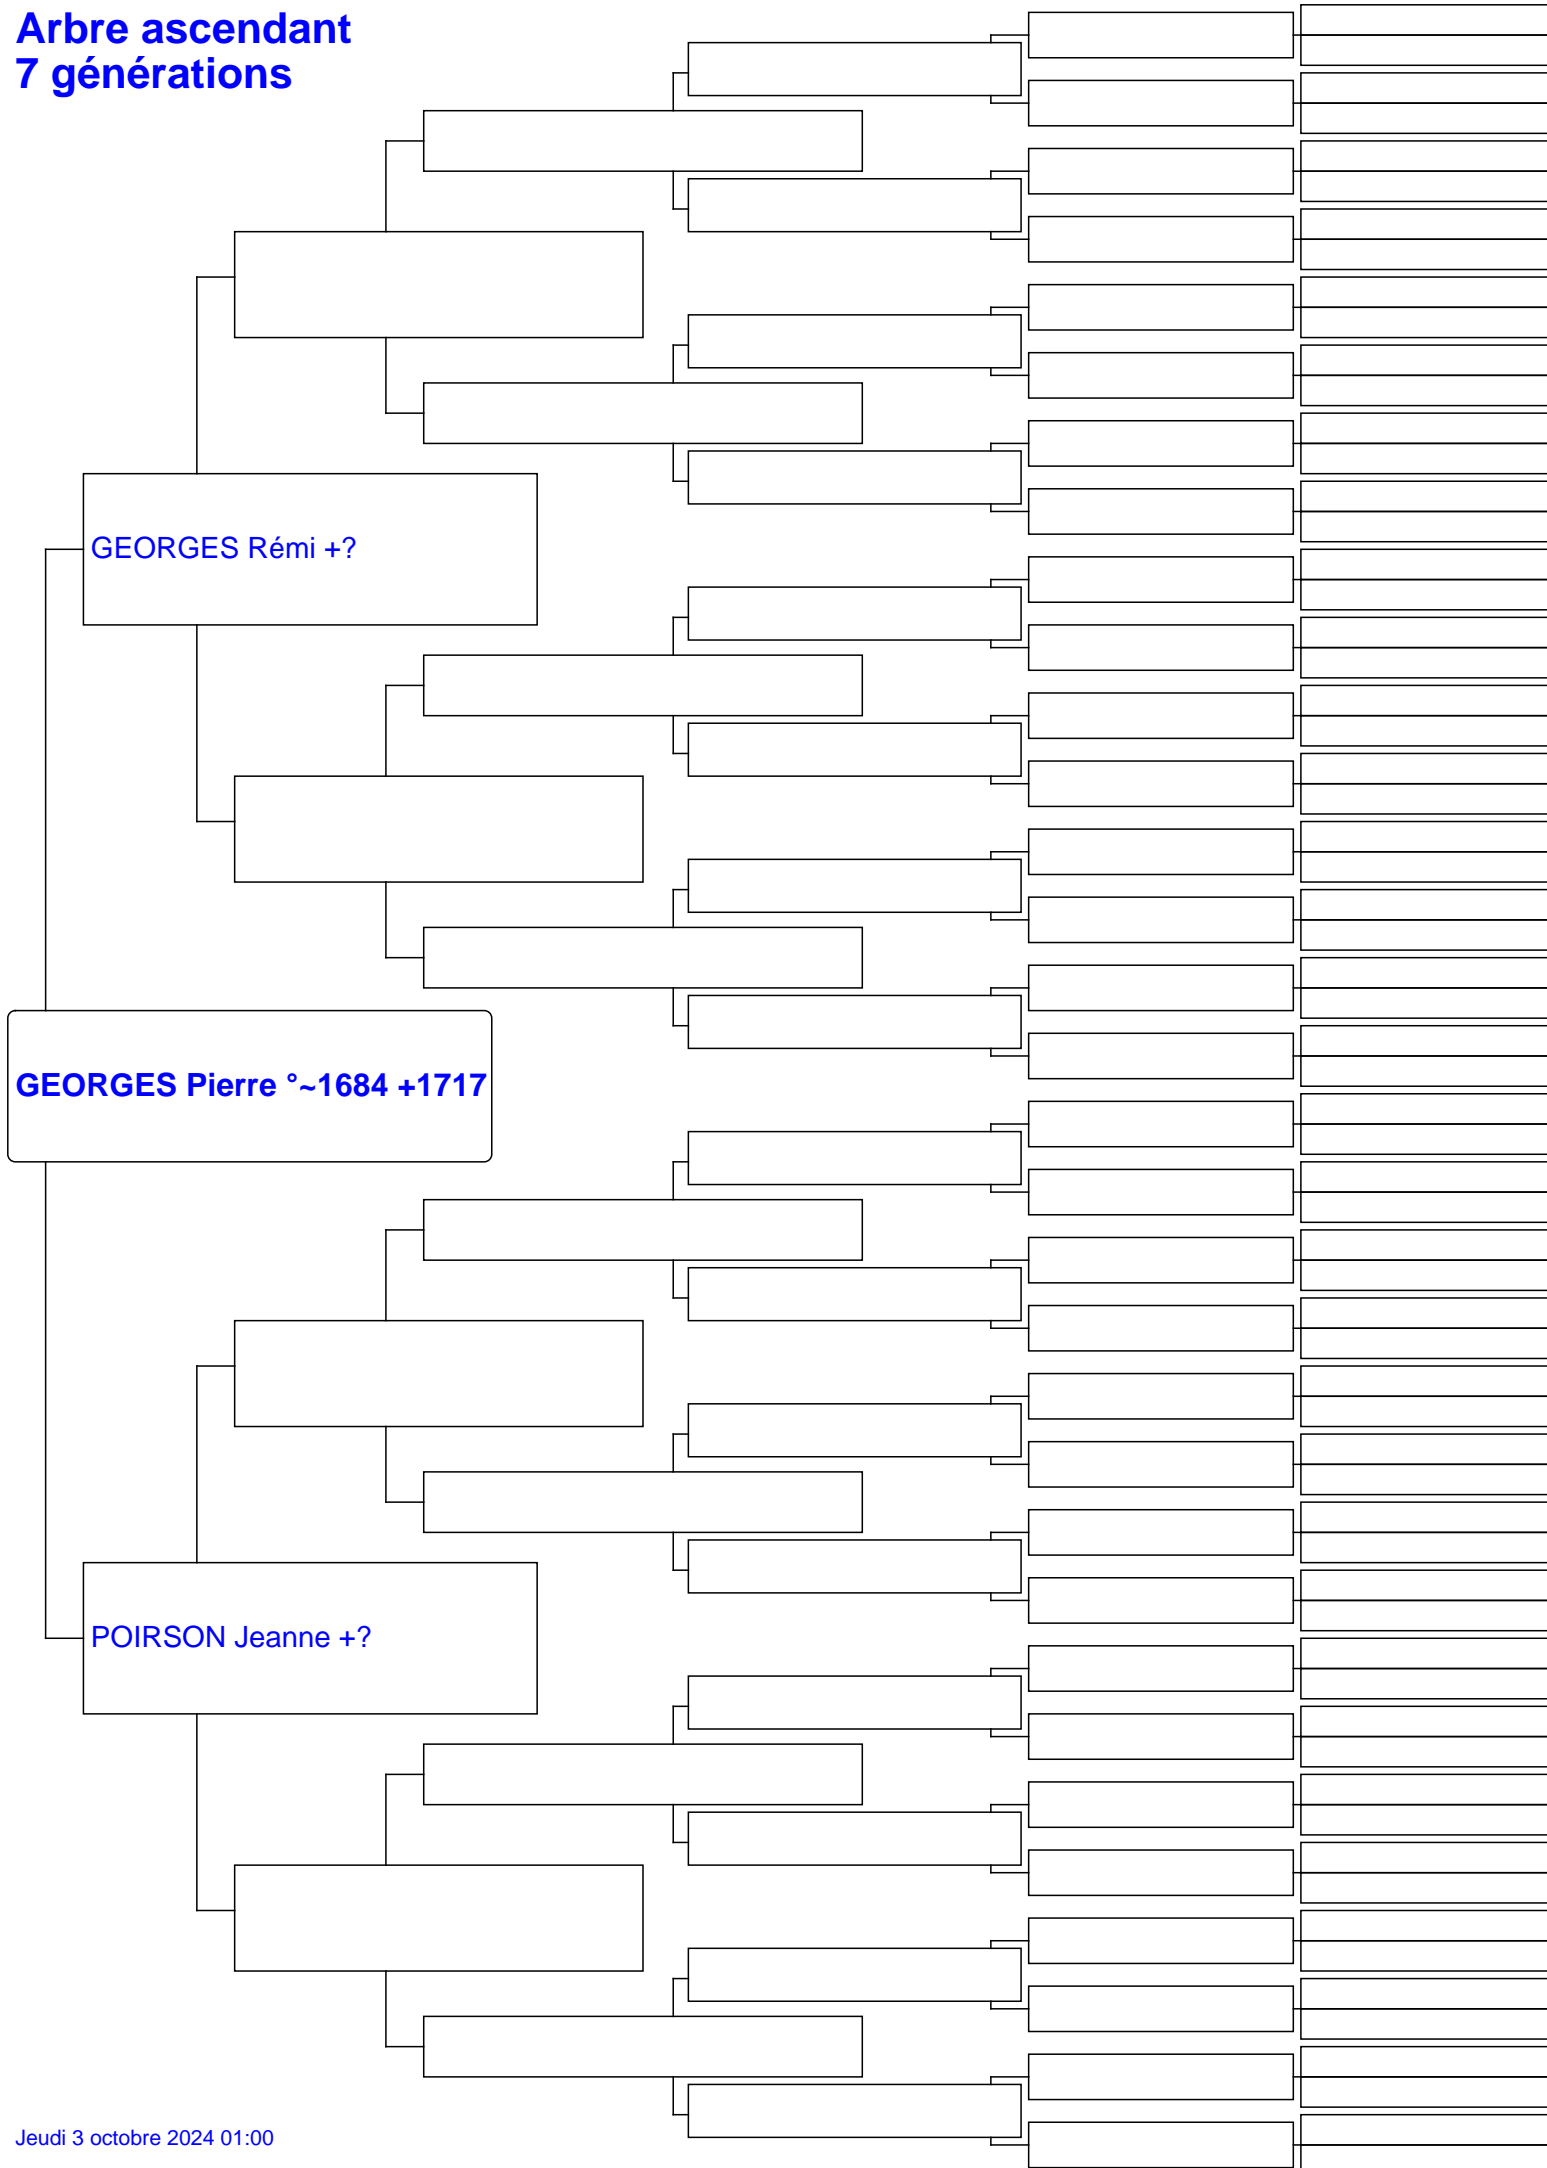 Arbre ascendant
7 générations
GEORGES Rémi +?
GEORGES Pierre °~1684 +1717
POIRSON Jeanne +?
Jeudi 3 octobre 2024 01:00